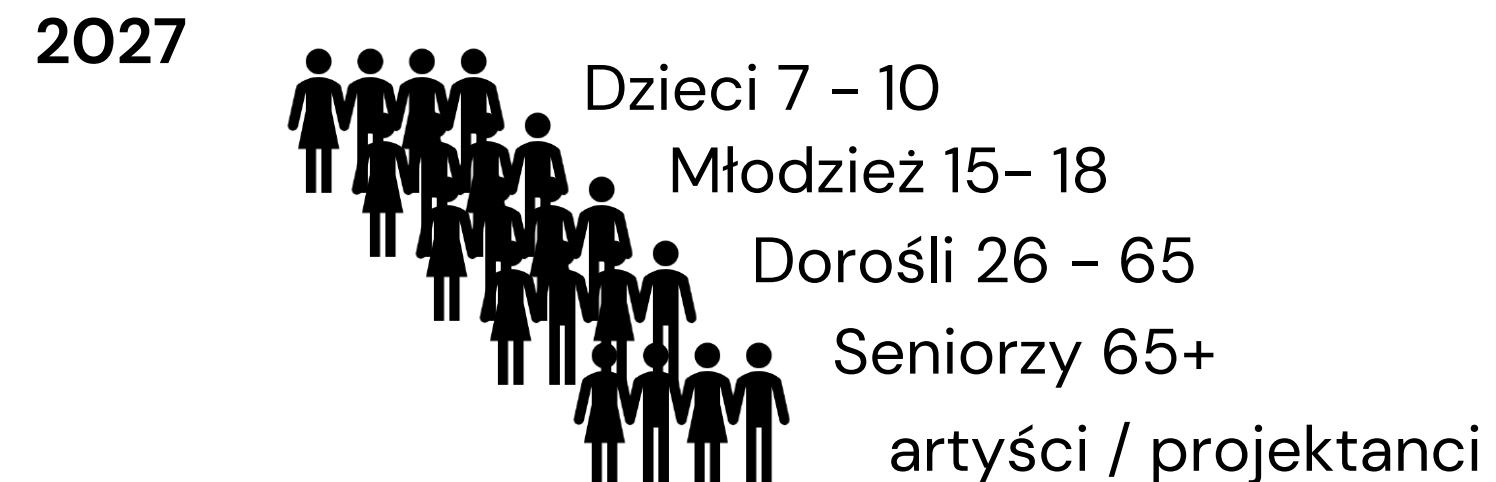 2027
Dzieci 7 – 10
Młodzież 15– 18
Dorośli 26 – 65
Seniorzy 65+
artyści / projektanci